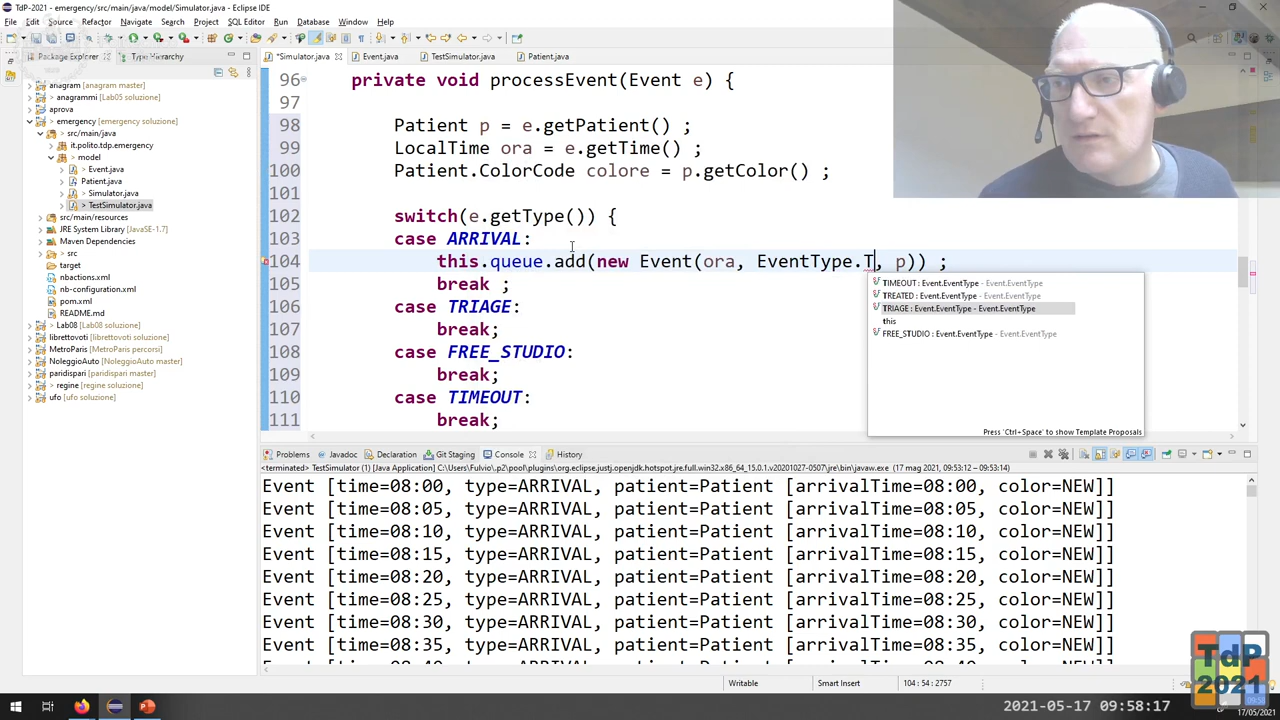 TdP-2021 - emergency/src/main/java/model/Simulator.java - Eclipse IDE
File Edit Source Refactor Navigate Search Project SQL Editor Run Database Window Help
Package Explorer
Type Hierarchy
*Simulator.java
Event.java
TestSimulator.java
Patient.java
anagram [anagram master]
> anagrammi [Lab05 soluzione]
aprova
> emergency [emergency soluzione]
> src/main/java
> it.polito.tdp.emergency
> model
> Event.java
Patient.java
> Simulator.java
> TestSimulator.java
src/main/resources
JRE System Library [JavaSE-1.7]
Maven Dependencies
> src
target
nbactions.xml
nb-configuration.xml
pom.xml
README.md
> Lab08 [Lab08 soluzione]
librettovoti [Librettovoti master]
MetroParis [MetroParis percorsi]
NoleggioAuto [NoleggioAuto master]
paridispari [paridispari master]
> regine [regine soluzione]
ufo [ufo soluzione]
96 private void processEvent(Event e) {
97
98 Patient p = e.getPatient() ;
99 LocalTime ora = e.getTime() ;
100 Patient.ColorCode colore = p.getColor() ;
101
102 switch(e.getType()) {
103 case ARRIVAL:
104 this.queue.add(new Event(ora, EventType.T, p)) ;
105 break ;
106 case TRIAGE:
107 break;
108 case FREE_STUDIO:
109 break;
110 case TIMEOUT:
111 break;
TIMEOUT : Event.EventType - Event.EventType
TREATED : Event.EventType - Event.EventType
TRIAGE : Event.EventType - Event.EventType
this
FREE_STUDIO : Event.EventType - Event.EventType
Press 'Ctrl+Space' to show Template Proposals
Problems
Javadoc
Declaration
Git Staging
Console
History
<terminated> TestSimulator (1) [Java Application] C:\Users\Fulvio\.p2\pool\plugins\org.eclipse.justj.openjdk.hotspot.jre.full.win32.x86_64_15.0.1.v20201027-0507\jre\bin\javaw.exe (17 mag 2021, 09:53:12 – 09:53:14)
Event [time=08:00, type=ARRIVAL, patient=Patient [arrivalTime=08:00, color=NEW]]
Event [time=08:05, type=ARRIVAL, patient=Patient [arrivalTime=08:05, color=NEW]]
Event [time=08:10, type=ARRIVAL, patient=Patient [arrivalTime=08:10, color=NEW]]
Event [time=08:15, type=ARRIVAL, patient=Patient [arrivalTime=08:15, color=NEW]]
Event [time=08:20, type=ARRIVAL, patient=Patient [arrivalTime=08:20, color=NEW]]
Event [time=08:25, type=ARRIVAL, patient=Patient [arrivalTime=08:25, color=NEW]]
Event [time=08:30, type=ARRIVAL, patient=Patient [arrivalTime=08:30, color=NEW]]
Event [time=08:35, type=ARRIVAL, patient=Patient [arrivalTime=08:35, color=NEW]]
Writable
Smart Insert
104 : 54 : 2757
TdP
2021
2021-05-17 09:58:17
17/05/2021